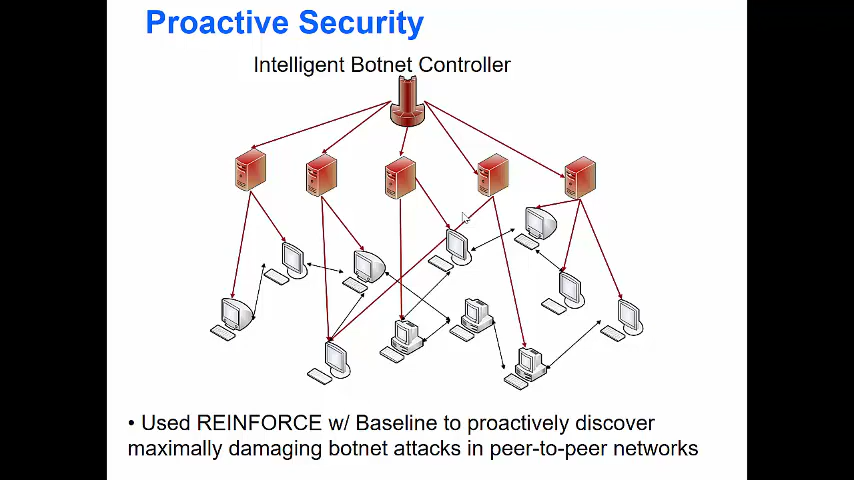 Proactive Security
Intelligent Botnet Controller
• Used REINFORCE w/ Baseline to proactively discover
maximally damaging botnet attacks in peer-to-peer networks